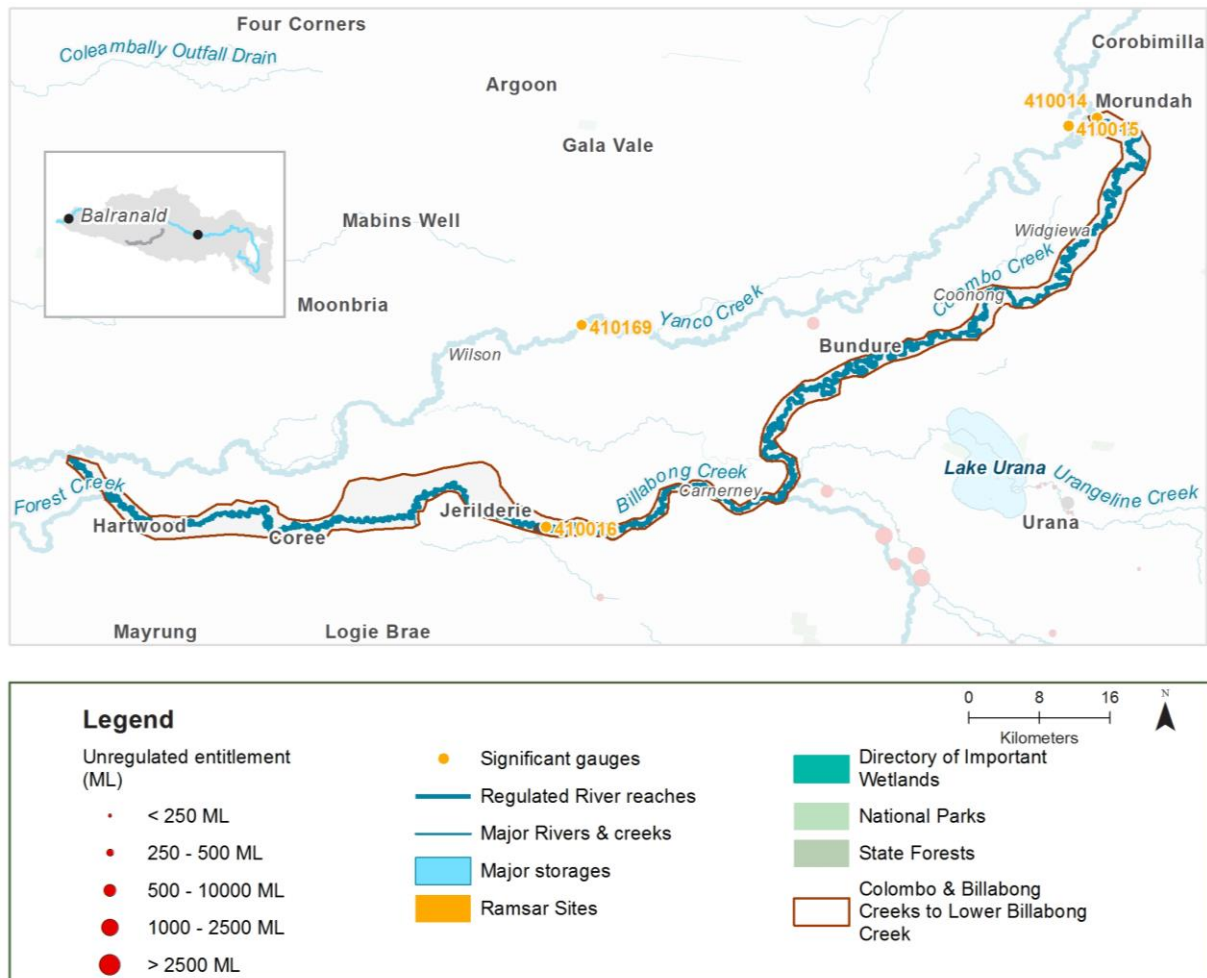 Four Corners
Corobimilla
Coleambally Outfall Drain
Argoon
410014
Morundah
410015
Gala Vale
Balranald
Mabins Well
Widgiewa
Colombo Creek
Coonong
Moonbria
Yanco Creek
410169
Bundure
Wilson
Lake Urana
Urangeline Creek
Billabong Creek
Carnerney
Forest Creek
Jerilderie
Urana
Hartwood
410016
Coree
Mayrung
Logie Brae
Legend
Unregulated entitlement
(ML)
< 250 ML
250 - 500 ML
500 - 10000 ML
1000 - 2500 ML
> 2500 ML
Significant gauges
Regulated River reaches
Major Rivers & creeks
Major storages
Ramsar Sites
0 8 16
Kilometers
N
Directory of Important
Wetlands
National Parks
State Forests
Colombo & Billabong
Creeks to Lower Billabong
Creek